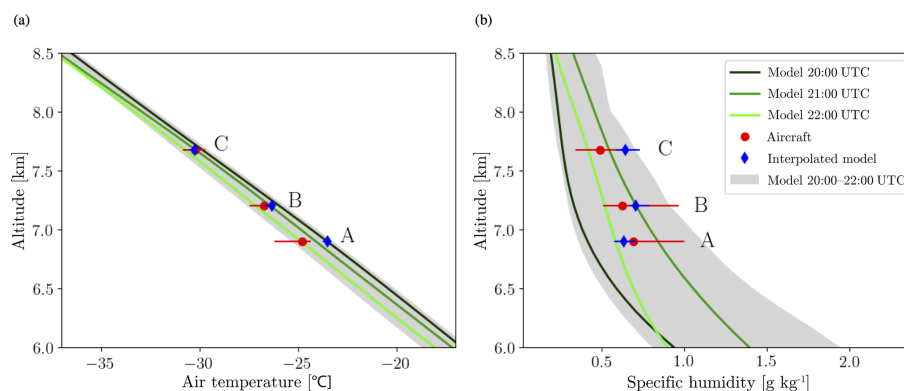 (a)
(b)
8.5
8.0
7.5
7.0
6.5
6.0
Altitude [km]
C
B
A
−35
−30
−25
−20
Air temperature [°C]
8.5
8.0
7.5
7.0
6.5
6.0
Altitude [km]
Model 20:00 UTC
Model 21:00 UTC
Model 22:00 UTC
Aircraft
Interpolated model
Model 20:00–22:00 UTC
C
B
A
0.5
1.0
1.5
2.0
Specific humidity [g kg⁻¹]